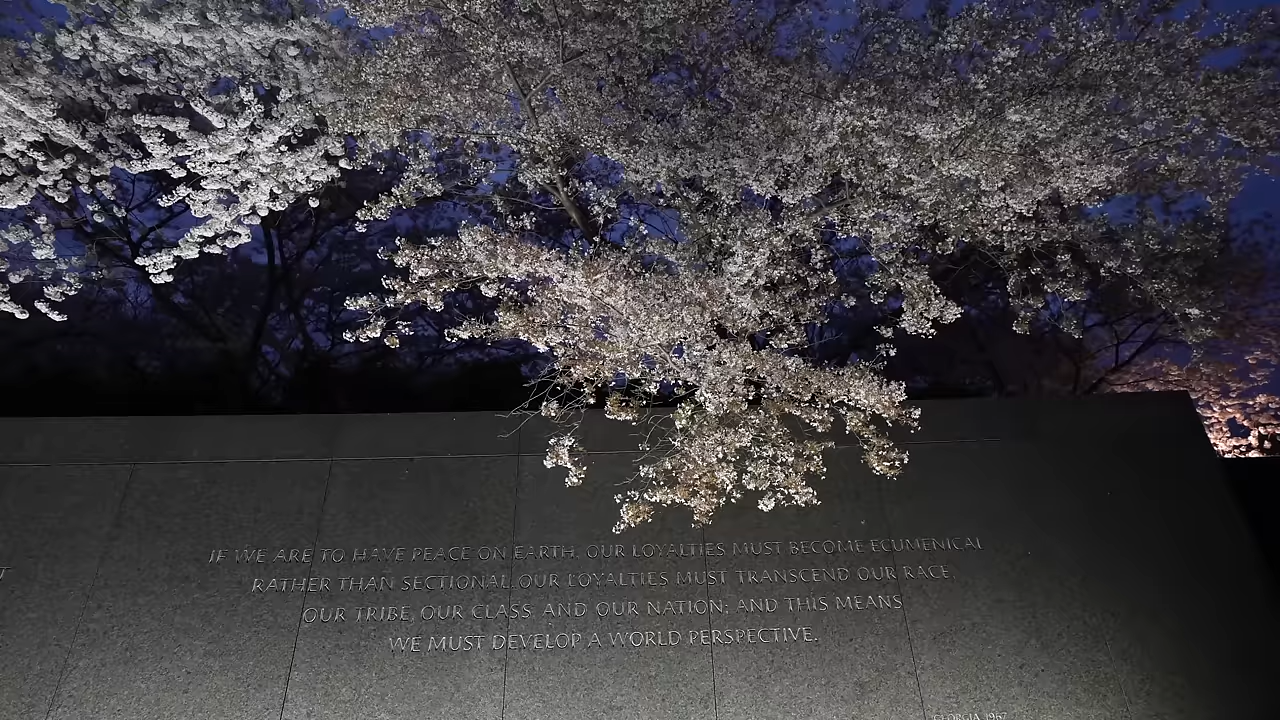 IF WE ARE TO HAVE PEACE ON EARTH, OUR LOYALTIES MUST BECOME ECUMENICAL
RATHER THAN SECTIONAL. OUR LOYALTIES MUST TRANSCEND OUR RACE,
OUR TRIBE, OUR CLASS, AND OUR NATION; AND THIS MEANS
WE MUST DEVELOP A WORLD PERSPECTIVE.
GEORGIA, 1967